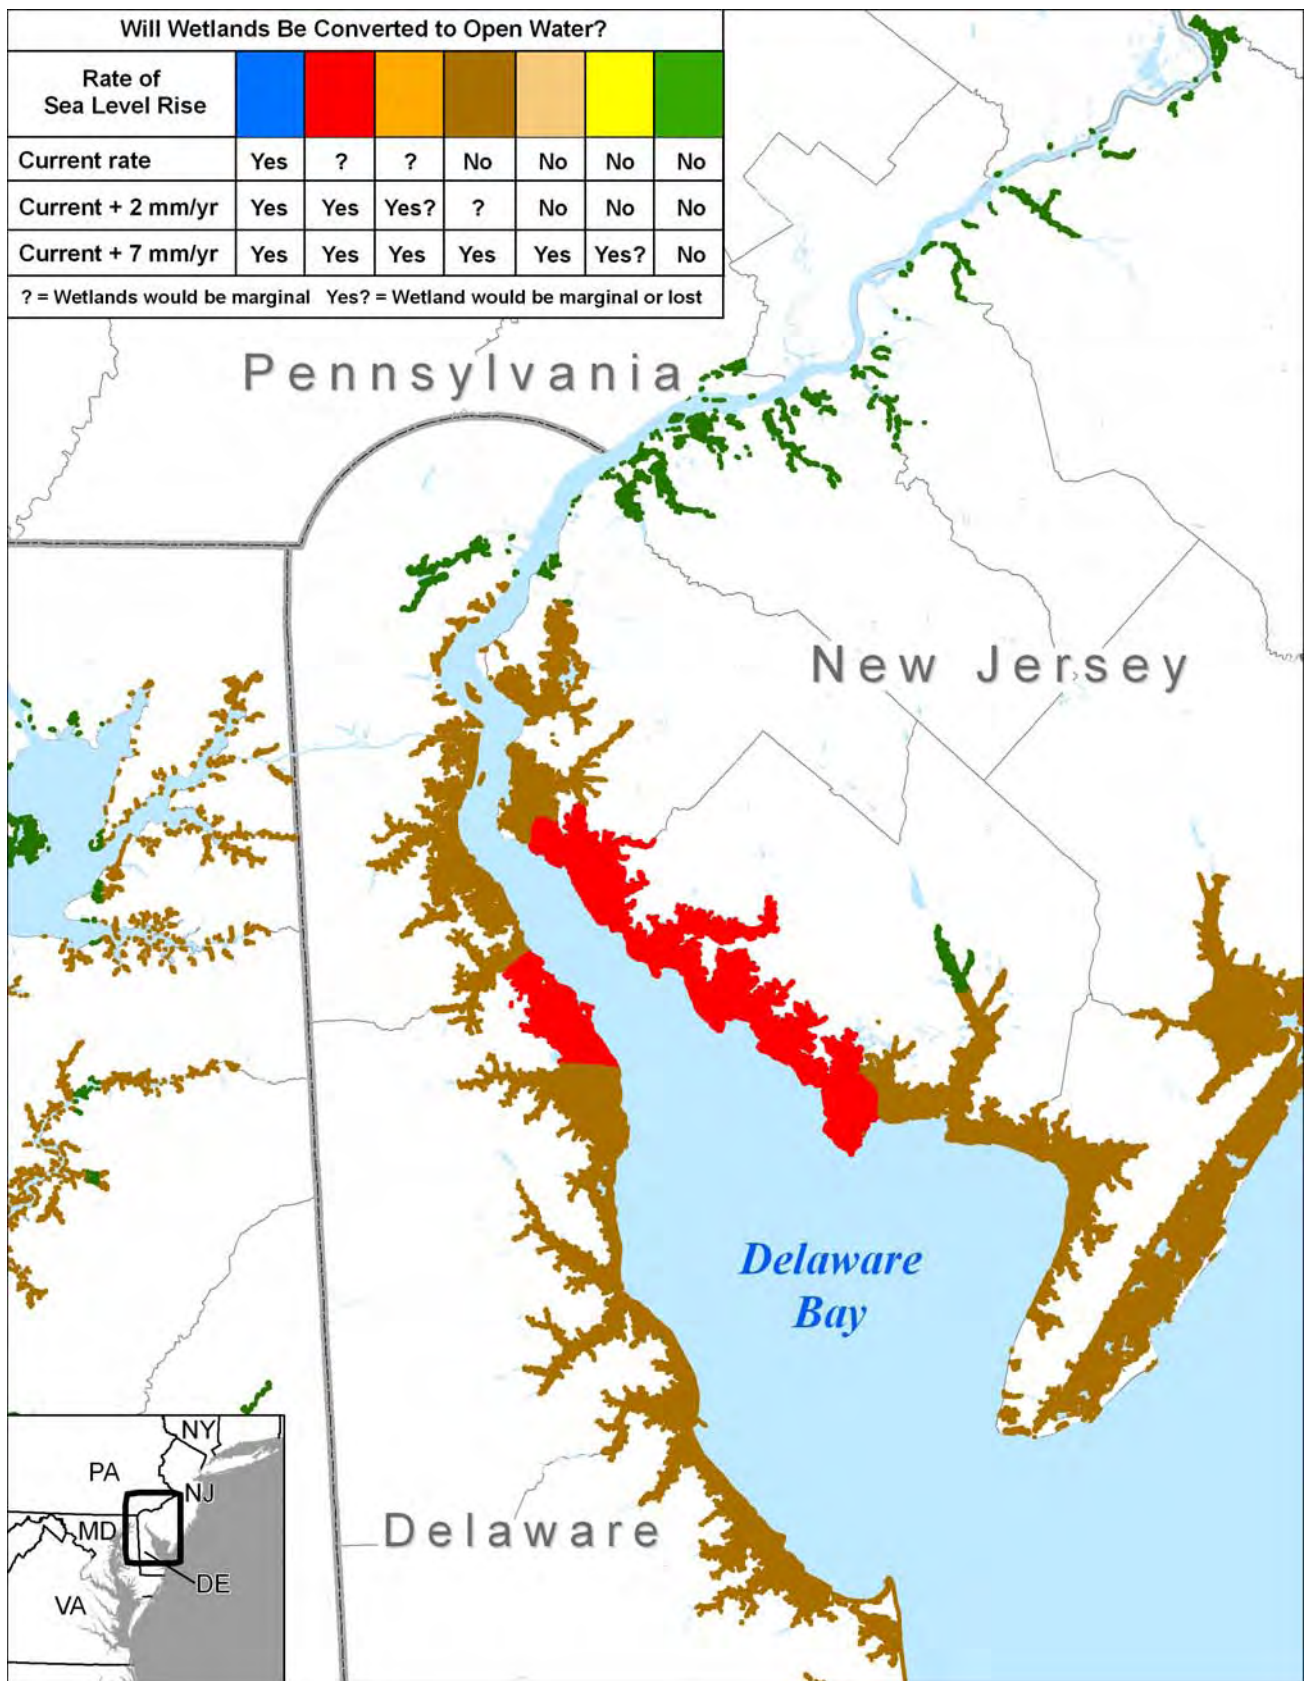 Will Wetlands Be Converted to Open Water?
Rate of
Sea Level Rise
Current rate Yes ? ? No No No No
Current + 2 mm/yr Yes Yes Yes? ? No No No
Current + 7 mm/yr Yes Yes Yes Yes Yes Yes? No
? = Wetlands would be marginal Yes? = Wetland would be marginal or lost
Pennsylvania
New Jersey
Delaware
Bay
Delaware
NY
PA
NJ
MD
DE
VA